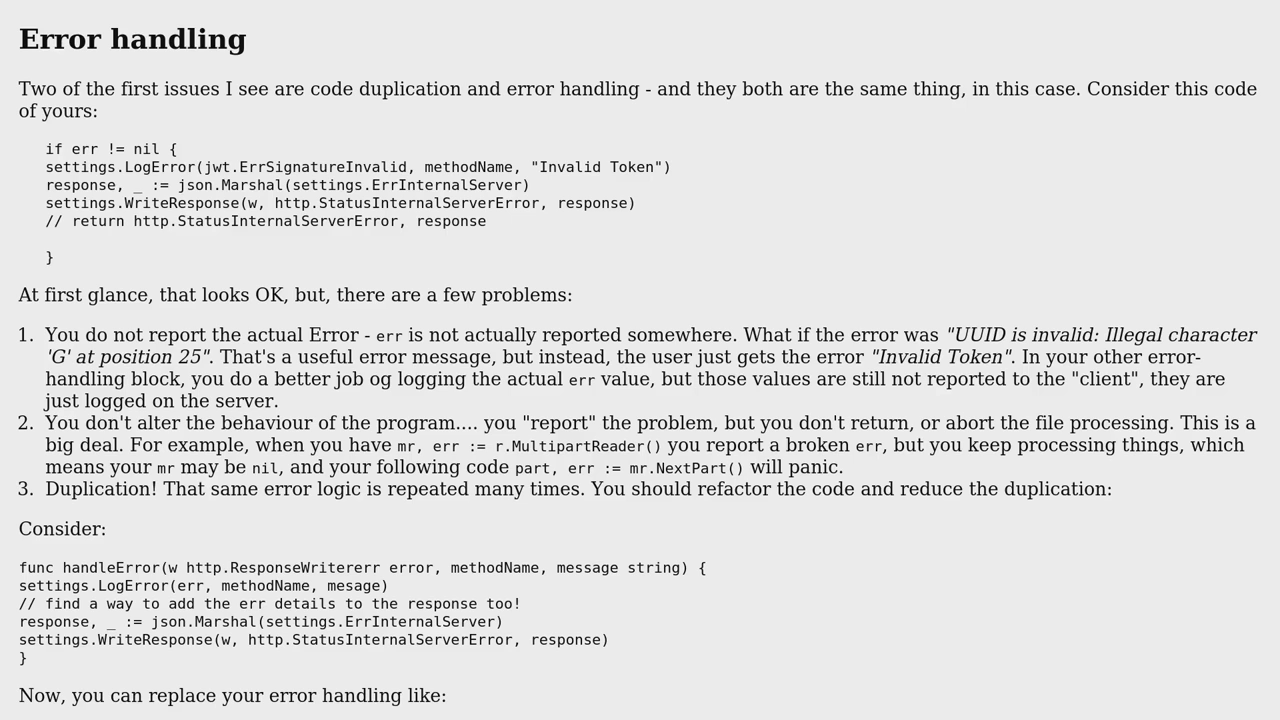 Error handling
Two of the first issues I see are code duplication and error handling - and they both are the same thing, in this case. Consider this code
of yours:
if err != nil {
settings.LogError(jwt.ErrSignatureInvalid, methodName, "Invalid Token")
response, _ := json.Marshal(settings.ErrInternalServer)
settings.WriteResponse(w, http.StatusInternalServerError, response)
// return http.StatusInternalServerError, response
}
At first glance, that looks OK, but, there are a few problems:
1. You do not report the actual Error - err is not actually reported somewhere. What if the error was "UUID is invalid: Illegal character
'G' at position 25". That's a useful error message, but instead, the user just gets the error "Invalid Token". In your other error-
handling block, you do a better job og logging the actual err value, but those values are still not reported to the "client", they are
just logged on the server.
2. You don't alter the behaviour of the program.... you "report" the problem, but you don't return, or abort the file processing. This is a
big deal. For example, when you have mr, err := r.MultipartReader() you report a broken err, but you keep processing things, which
means your mr may be nil, and your following code part, err := mr.NextPart() will panic.
3. Duplication! That same error logic is repeated many times. You should refactor the code and reduce the duplication:
Consider:
func handleError(w http.ResponseWritererr error, methodName, message string) {
settings.LogError(err, methodName, mesage)
// find a way to add the err details to the response too!
response, _ := json.Marshal(settings.ErrInternalServer)
settings.WriteResponse(w, http.StatusInternalServerError, response)
}
Now, you can replace your error handling like: